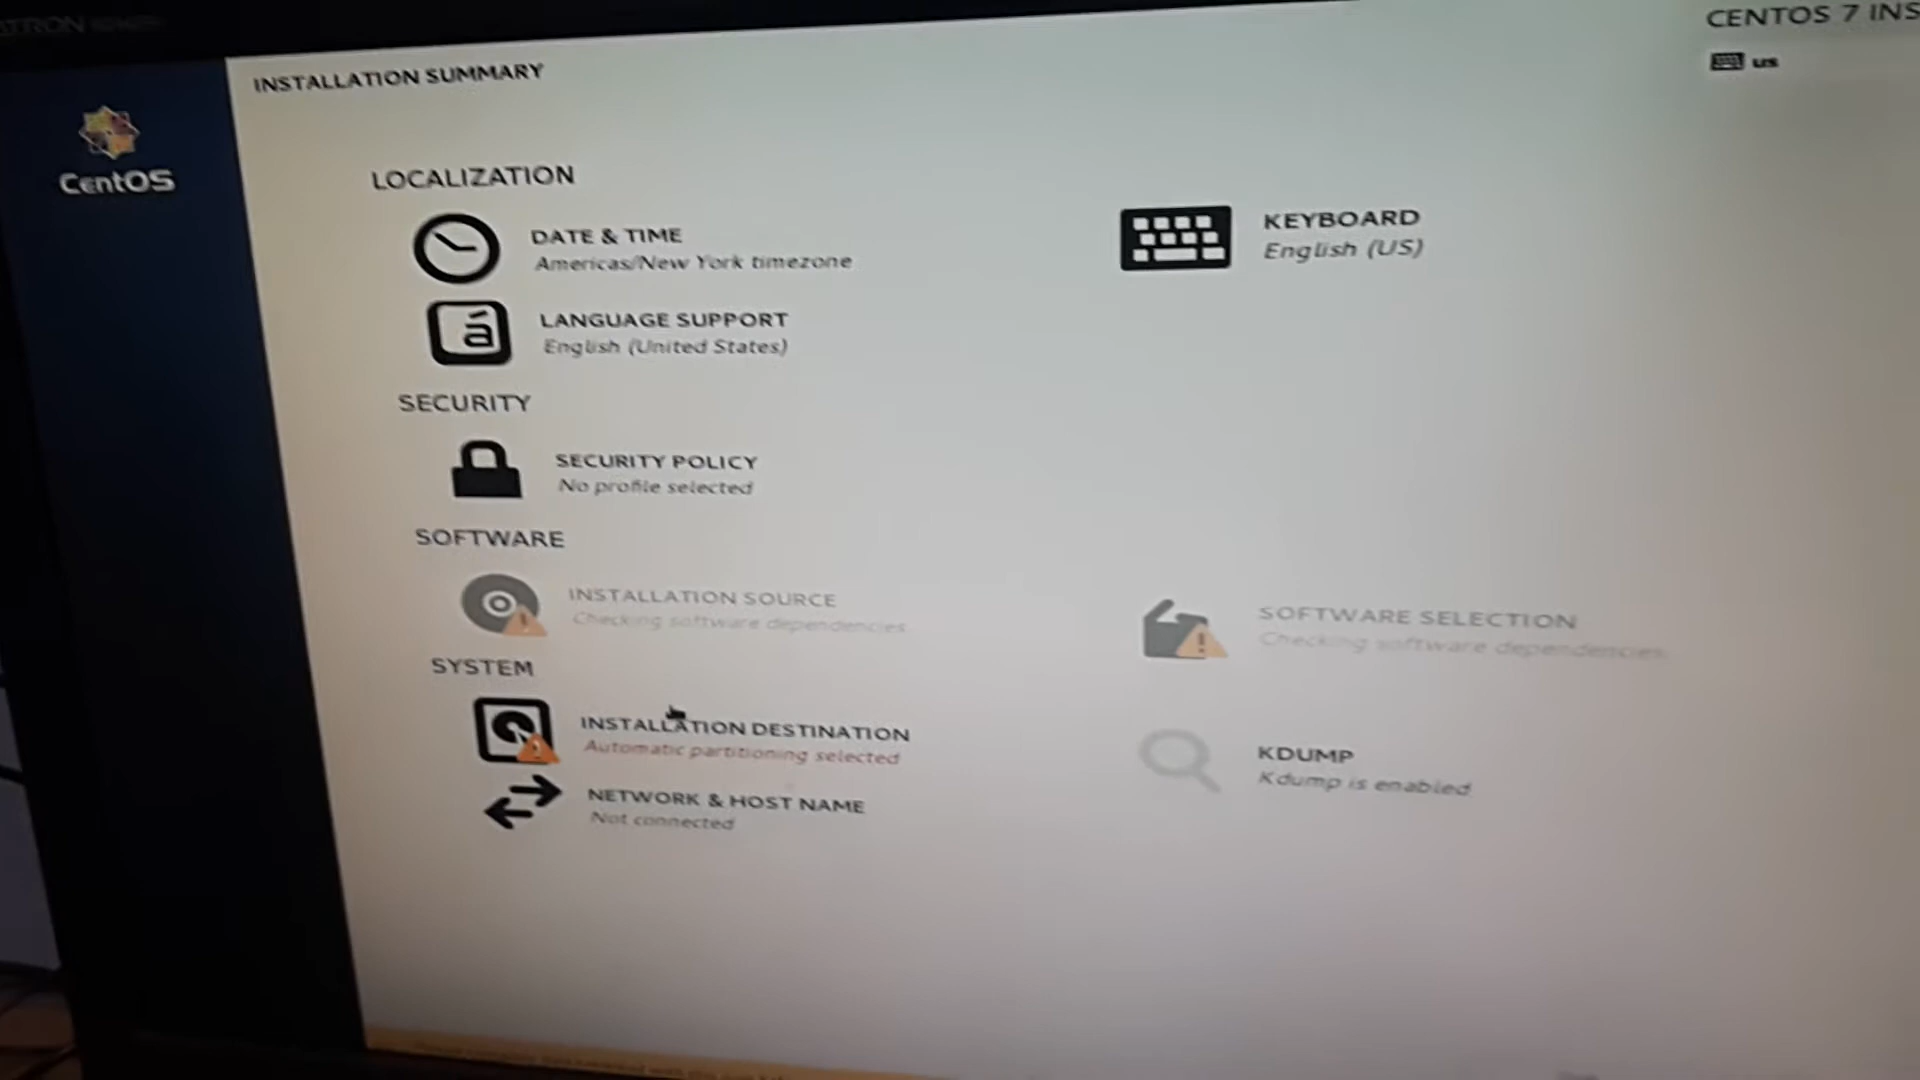 CENTOS 7 INS
INSTALLATION SUMMARY
us
CentOS
LOCALIZATION
DATE & TIME
Americas/New York timezone
KEYBOARD
English (US)
á
LANGUAGE SUPPORT
English (United States)
SECURITY
SECURITY POLICY
No profile selected
SOFTWARE
INSTALLATION SOURCE
Checking software dependencies
SOFTWARE SELECTION
Checking software dependencies
SYSTEM
INSTALLATION DESTINATION
Automatic partitioning selected
KDUMP
Kdump is enabled
NETWORK & HOST NAME
Not connected